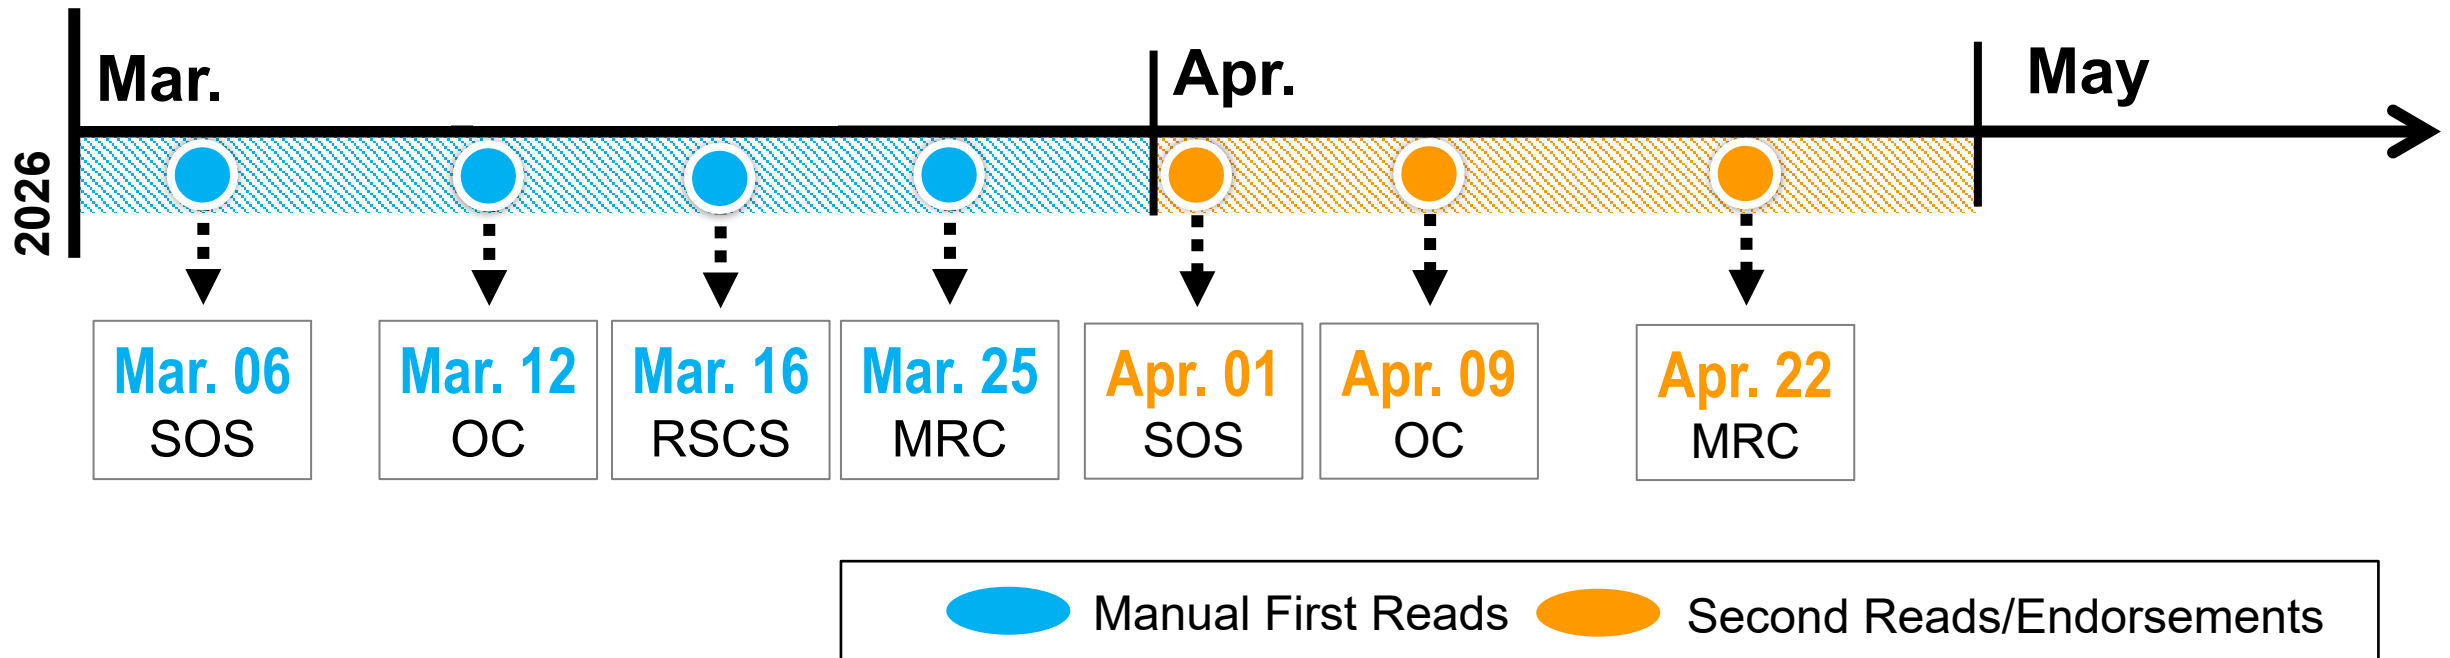 Mar.
Apr.
May
2026
Mar. 06
SOS
Mar. 12
OC
Mar. 16
RSCS
Mar. 25
MRC
Apr. 01
SOS
Apr. 09
OC
Apr. 22
MRC
Manual First Reads
Second Reads/Endorsements